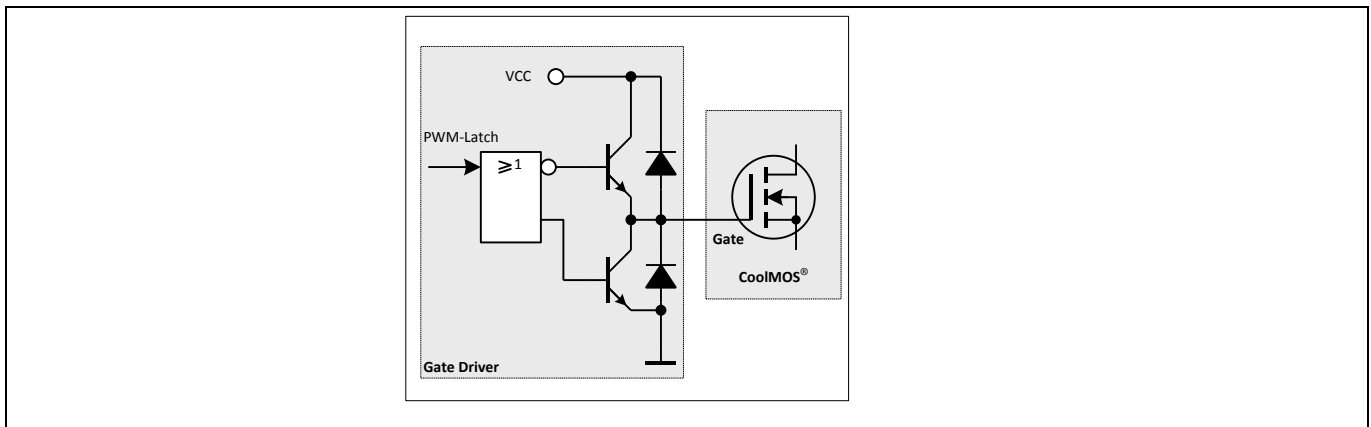 VCC
PWM-Latch
≥1
Gate
CoolMOS®
Gate Driver